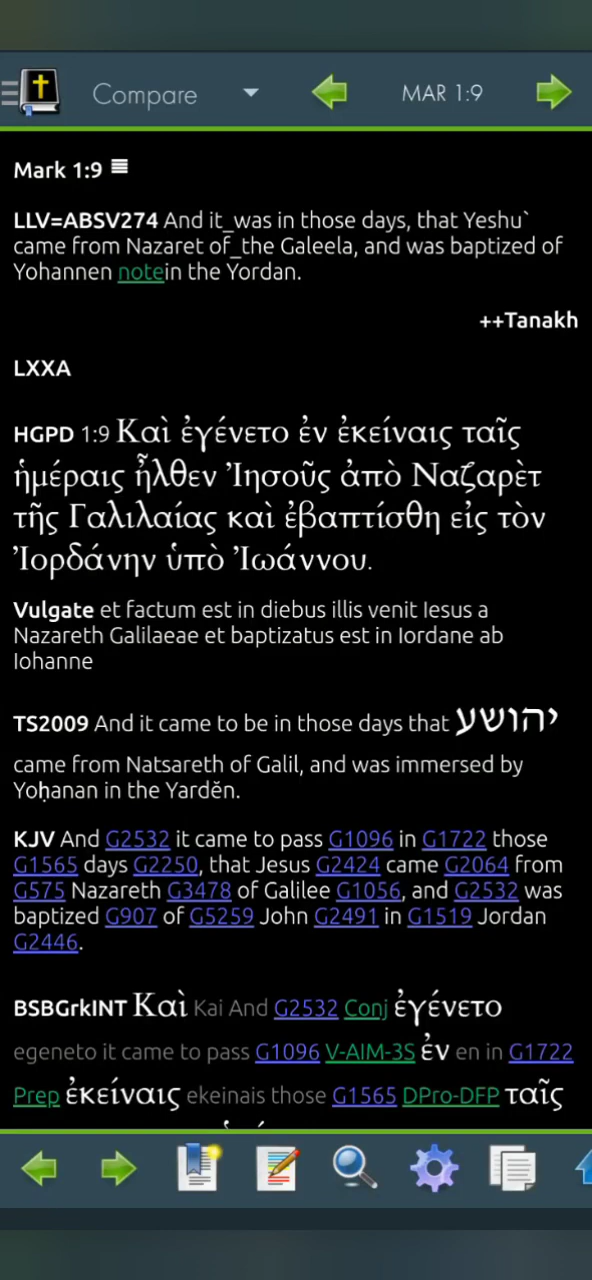 Compare
MAR 1:9
Mark 1:9
LLV=ABSV274 And it_was in those days, that Yeshu`
came from Nazaret of_the Galeela, and was baptized of
Yohannen notein the Yordan.
++Tanakh
LXXA
HGPD 1:9 Καὶ ἐγένετο ἐν ἐκείναις ταῖς
ἡμέραις ἦλθεν Ἰησοῦς ἀπὸ Ναζαρὲτ
τῆς Γαλιλαίας καὶ ἐβαπτίσθη εἰς τὸν
Ἰορδάνην ὑπὸ Ἰωάννου.
Vulgate et factum est in diebus illis venit Iesus a
Nazareth Galilaeae et baptizatus est in Iordane ab
Iohanne
TS2009 And it came to be in those days that יהושע
came from Natsareth of Galil, and was immersed by
Yoḥanan in the Yardĕn.
KJV And G2532 it came to pass G1096 in G1722 those
G1565 days G2250, that Jesus G2424 came G2064 from
G575 Nazareth G3478 of Galilee G1056, and G2532 was
baptized G907 of G5259 John G2491 in G1519 Jordan
G2446.
BSBGrkINT Καὶ Kai And G2532 Conj ἐγένετο
egeneto it came to pass G1096 V-AIM-3S ἐν en in G1722
Prep ἐκείναις ekeinais those G1565 DPro-DFP ταῖς